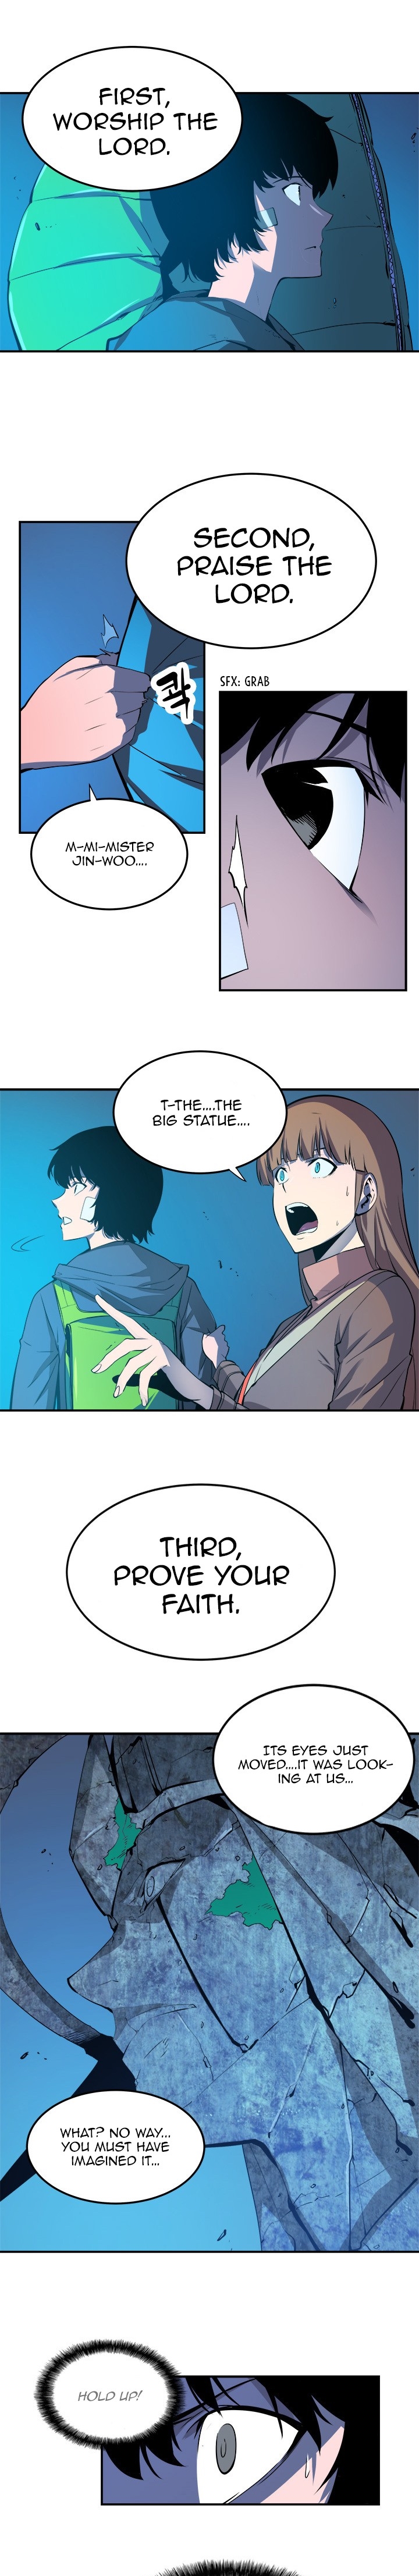 FIRST,
WORSHIP THE
LORD.
SECOND,
PRAISE THE
LORD.
SFX: GRAB
콱
M-MI-MISTER
JIN-WOO....
T-THE....THE
BIG STATUE....
THIRD,
PROVE YOUR
FAITH.
ITS EYES JUST
MOVED....IT WAS LOOK-
ING AT US...
WHAT? NO WAY...
YOU MUST HAVE
IMAGINED IT...
HOLD UP!